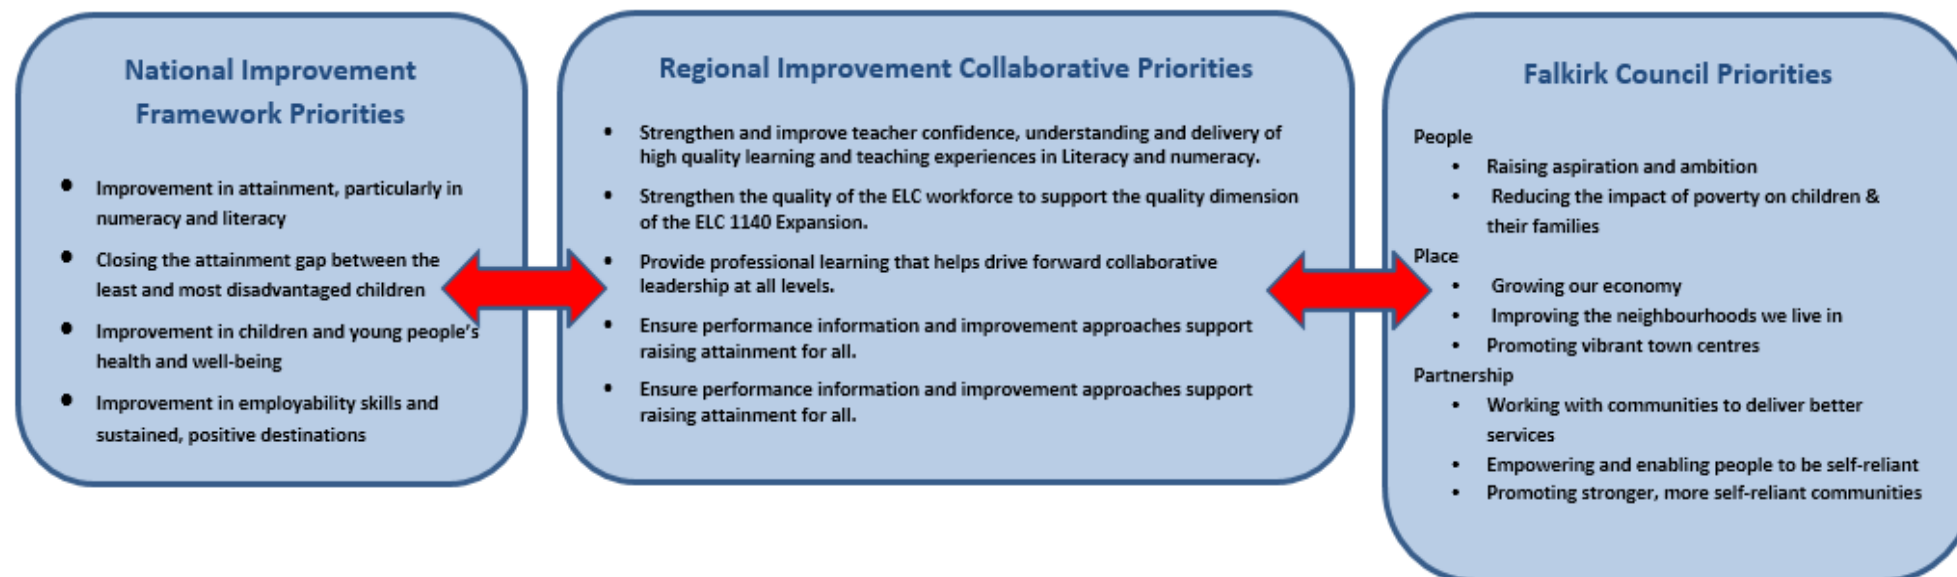 National Improvement
Framework Priorities
• Improvement in attainment, particularly in
numeracy and literacy
• Closing the attainment gap between the
least and most disadvantaged children
• Improvement in children and young people's
health and well-being
• Improvement in employability skills and
sustained, positive destinations
Regional Improvement Collaborative Priorities
• Strengthen and improve teacher confidence, understanding and delivery of
high quality learning and teaching experiences in Literacy and numeracy.
• Strengthen the quality of the ELC workforce to support the quality dimension
of the ELC 1140 Expansion.
• Provide professional learning that helps drive forward collaborative
leadership at all levels.
• Ensure performance information and improvement approaches support
raising attainment for all.
• Ensure performance information and improvement approaches support
raising attainment for all.
Falkirk Council Priorities
People
• Raising aspiration and ambition
• Reducing the impact of poverty on children &
their families
Place
• Growing our economy
• Improving the neighbourhoods we live in
• Promoting vibrant town centres
Partnership
• Working with communities to deliver better
services
• Empowering and enabling people to be self-reliant
• Promoting stronger, more self-reliant communities